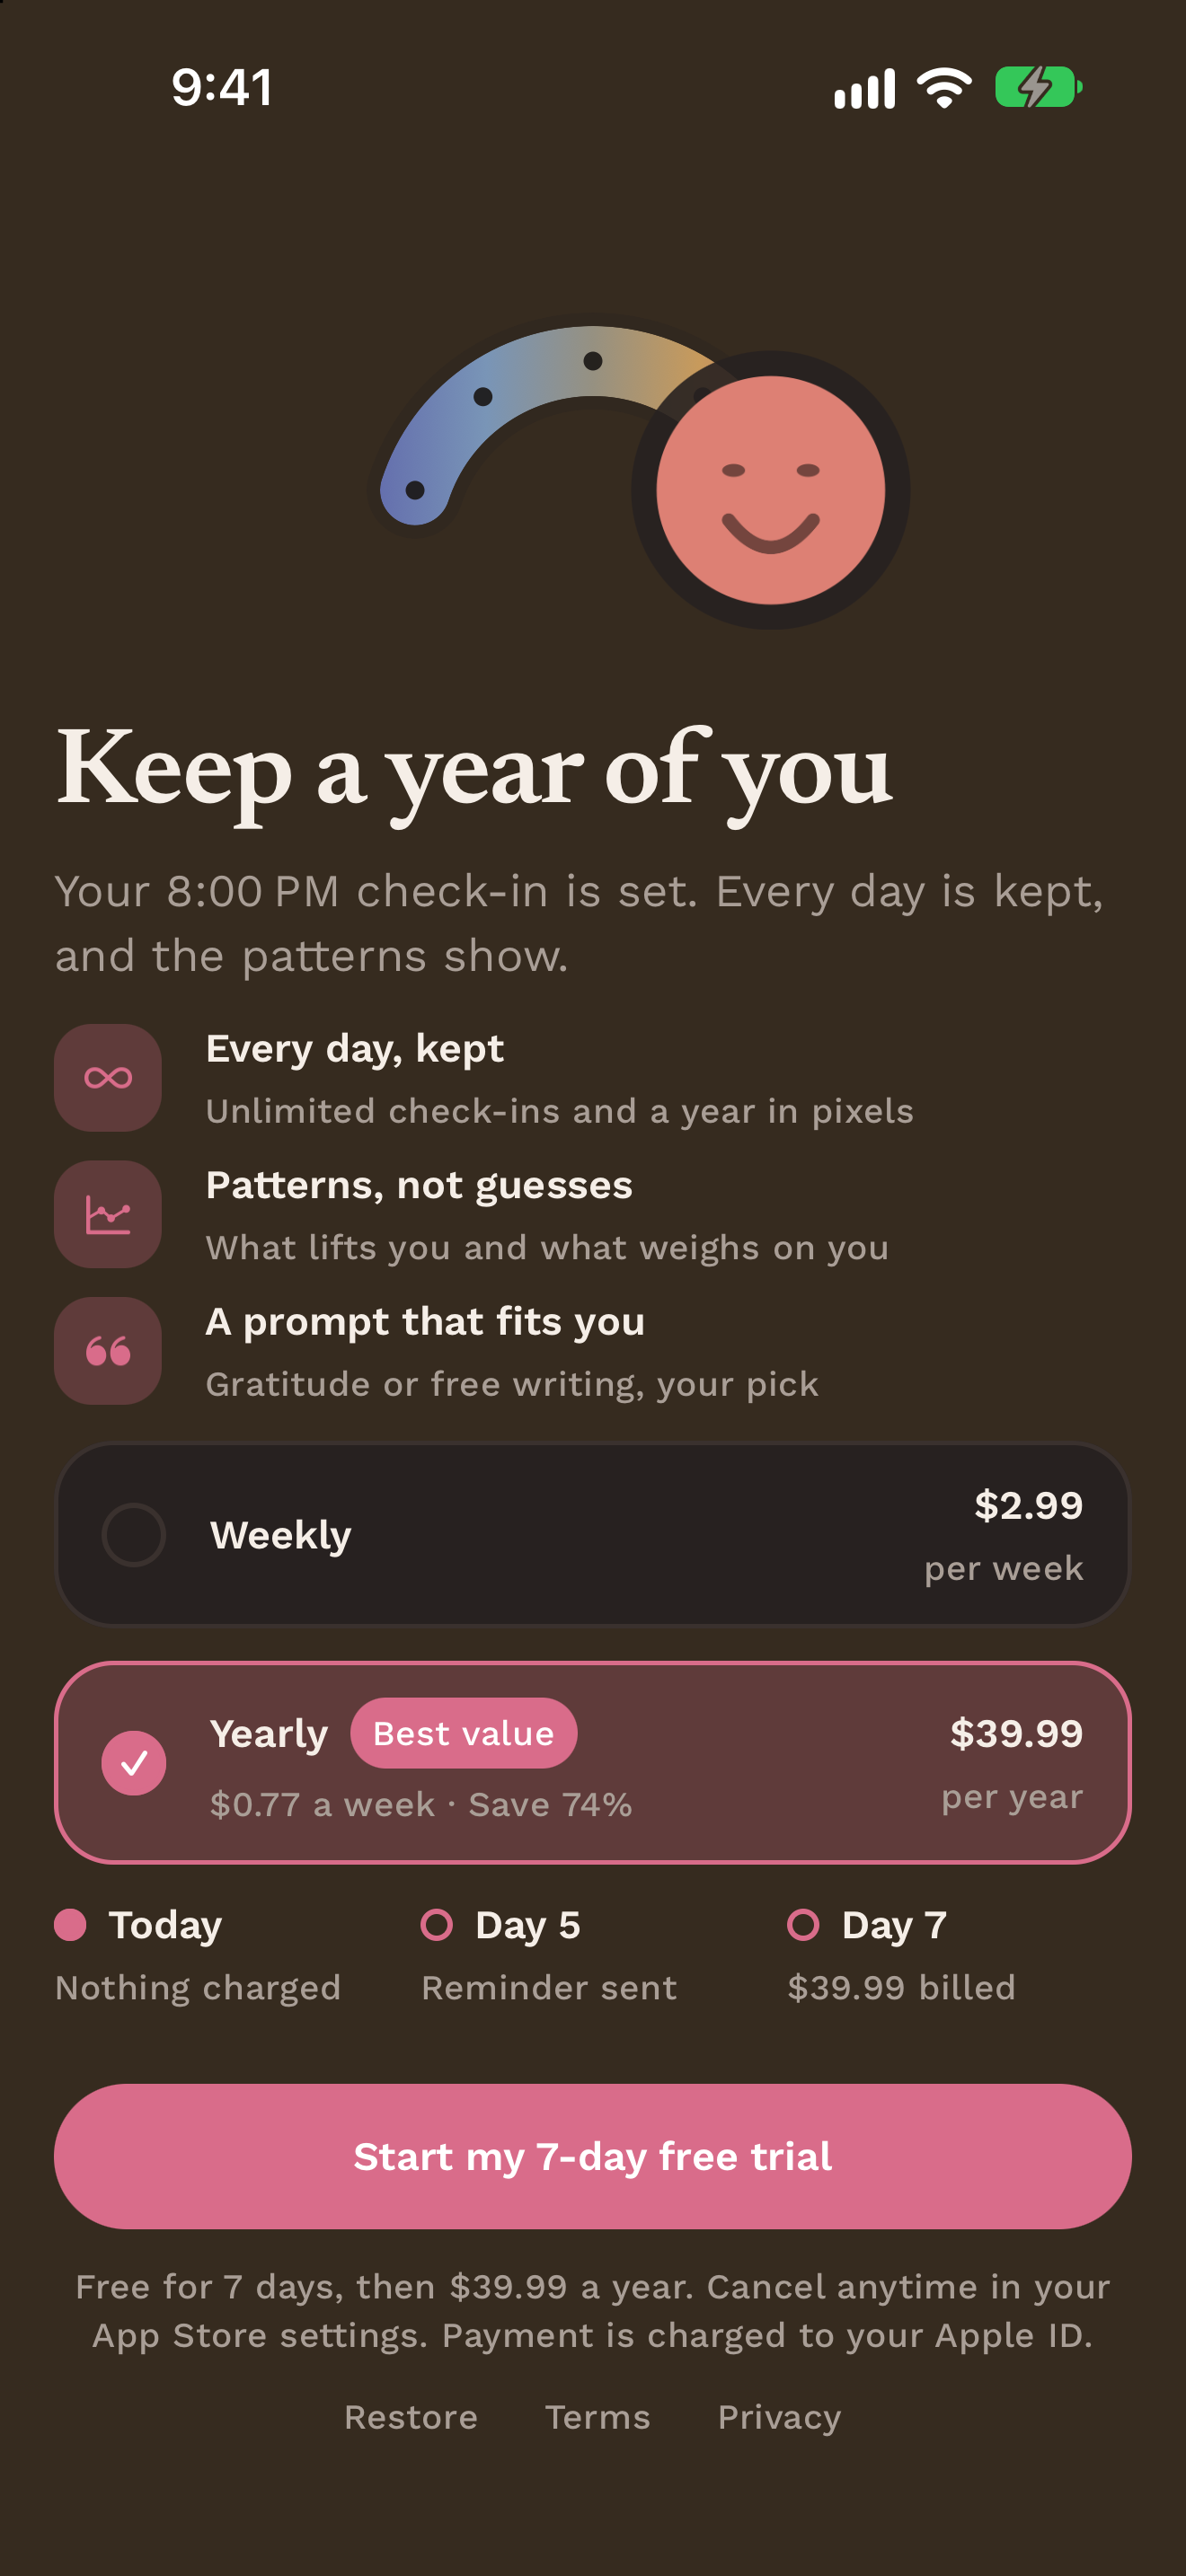 9:41
Keep a year of you
Your 8:00 PM check-in is set. Every day is kept,
and the patterns show.
Every day, kept
Unlimited check-ins and a year in pixels
Patterns, not guesses
What lifts you and what weighs on you
A prompt that fits you
Gratitude or free writing, your pick
Weekly
$2.99
per week
Yearly
Best value
$39.99
$0.77 a week · Save 74%
per year
Today
Day 5
Day 7
Nothing charged
Reminder sent
$39.99 billed
Start my 7-day free trial
Free for 7 days, then $39.99 a year. Cancel anytime in your
App Store settings. Payment is charged to your Apple ID.
Restore
Terms
Privacy